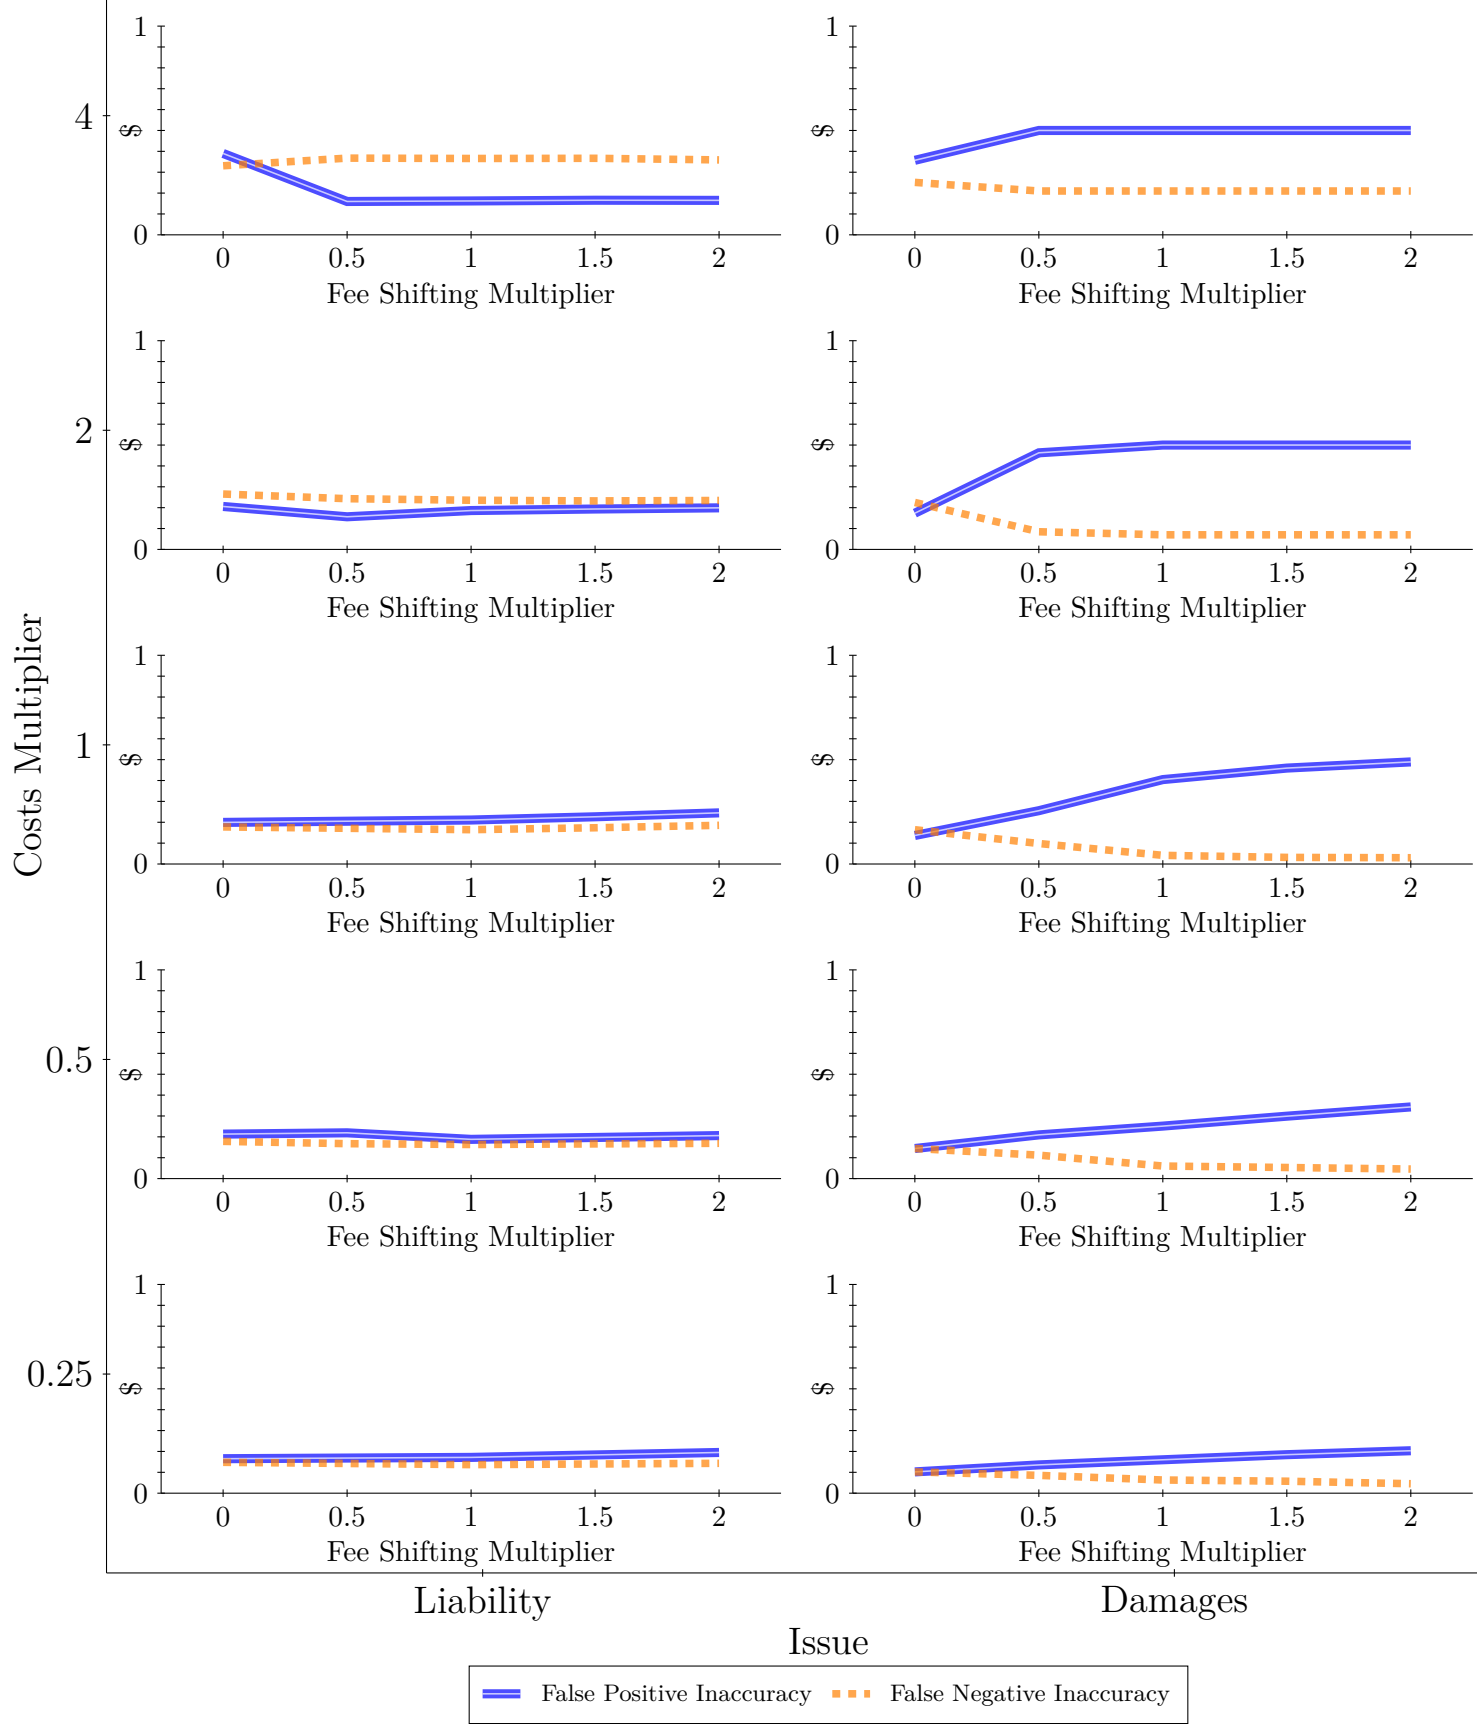 Costs Multiplier
4
1
$
0
0 0.5 1 1.5 2
Fee Shifting Multiplier
1
$
0
0 0.5 1 1.5 2
Fee Shifting Multiplier
2
1
$
0
0 0.5 1 1.5 2
Fee Shifting Multiplier
1
$
0
0 0.5 1 1.5 2
Fee Shifting Multiplier
1
1
$
0
0 0.5 1 1.5 2
Fee Shifting Multiplier
1
$
0
0 0.5 1 1.5 2
Fee Shifting Multiplier
0.5
1
$
0
0 0.5 1 1.5 2
Fee Shifting Multiplier
1
$
0
0 0.5 1 1.5 2
Fee Shifting Multiplier
0.25
1
$
0
0 0.5 1 1.5 2
Fee Shifting Multiplier
1
$
0
0 0.5 1 1.5 2
Fee Shifting Multiplier
Liability
Damages
Issue
False Positive Inaccuracy
False Negative Inaccuracy